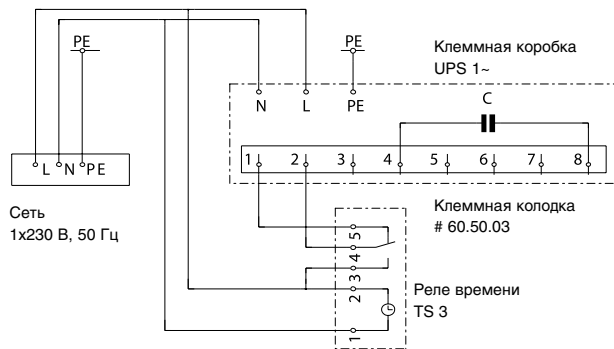 PE
PE
Клеммная коробка
UPS 1~
N L PE
C
1 2 3 4 5 6 7 8
L N PE
Сеть
1x230 В, 50 Гц
Клеммная колодка
# 60.50.03
5
4
3
2
1
Реле времени
TS 3